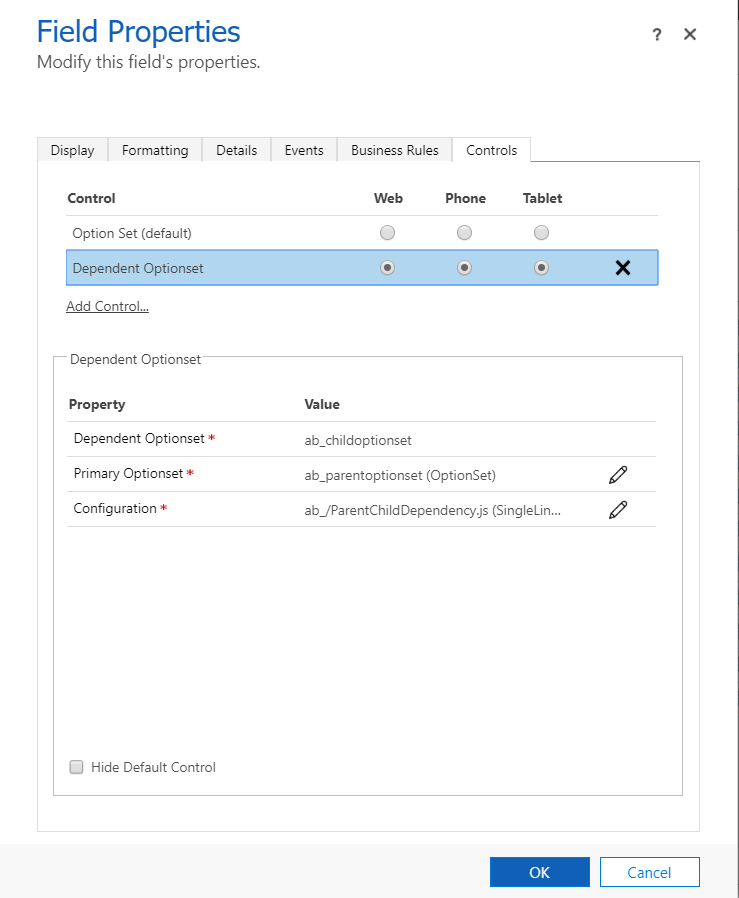 Field Properties
? ✕
Modify this field's properties.
Display Formatting Details Events Business Rules Controls
Control Web Phone Tablet
Option Set (default)
Dependent Optionset
Add Control...
Dependent Optionset
Property Value
Dependent Optionset * ab_childoptionset
Primary Optionset * ab_parentoptionset (OptionSet)
Configuration * ab_/ParentChildDependency.js (SingleLin...
Hide Default Control
OK Cancel